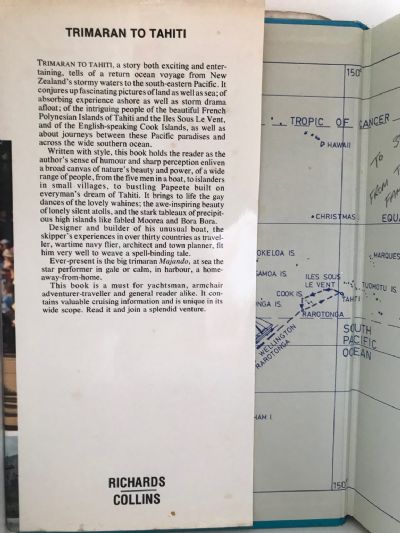 TRIMARAN TO TAHITI
TRIMARAN TO TAHITI, a story both exciting and enter-
taining, tells of a return ocean voyage from New
Zealand's stormy waters to the south-eastern Pacific. It
conjures up fascinating pictures of land as well as sea; of
absorbing experience ashore as well as storm drama
afloat; of the intriguing people of the beautiful French
Polynesian Islands of Tahiti and the Iles Sous Le Vent,
and of the English-speaking Cook Islands, as well as
about journeys between these Pacific paradises and
across the wide southern ocean.
Written with style, this book holds the reader as the
author's sense of humour and sharp perception enliven
a broad canvas of nature's beauty and power, of a wide
range of people, from the five men in a boat, to islanders
in small villages, to bustling Papeete built on
everyman's dream of Tahiti. It brings to life the gay
dances of the lovely wahines; the awe-inspiring beauty
of lonely silent atolls, and the stark tableaux of precipit-
ous high islands like fabled Moorea and Bora Bora.
Designer and builder of his unusual boat, the
skipper's experiences in over thirty countries as travel-
ler, wartime navy flier, architect and town planner, fit
him very well to weave a spell-binding tale.
Ever-present is the big trimaran Majando, at sea the
star performer in gale or calm, in harbour, a home-
away-from-home.
This book is a must for yachtsman, armchair
adventurer-traveller and general reader alike. It con-
tains valuable cruising information and is unique in its
wide scope. Read it and join a splendid venture.
RICHARDS
COLLINS
150°
TROPIC OF CANCER
HAWAII
TO
FROM
CHRISTMAS
EQUA
MARQUES
OKELOA IS.
SAMOA IS.
ILES SOUS
LE VENT
TUOMOTU IS
COOK IS.
TAHITI
NGA IS.
RAROTONGA
WELLINGTON
RAROTONGA
SOUTH
PACIFIC
OCEAN
HAM I.
150°